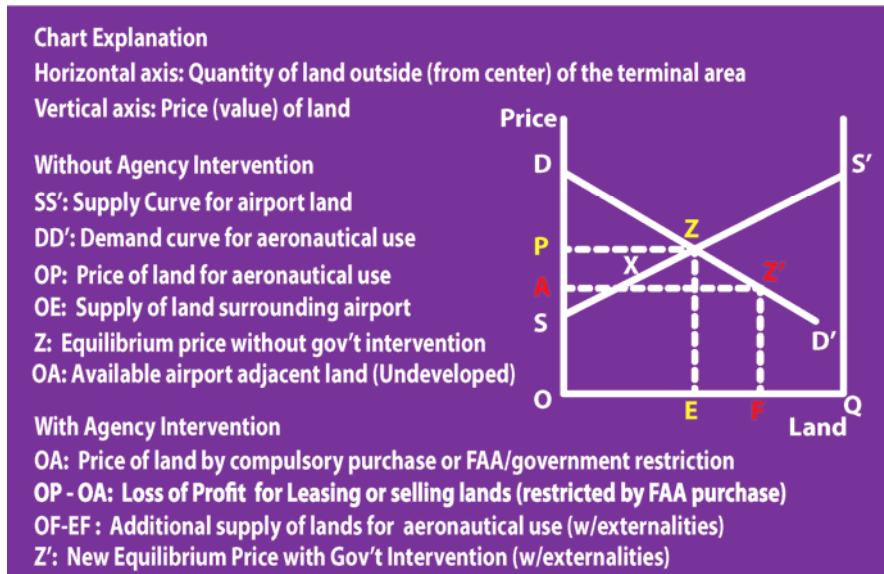 Chart Explanation
Horizontal axis: Quantity of land outside (from center) of the terminal area
Vertical axis: Price (value) of land
Without Agency Intervention
SS’: Supply Curve for airport land
DD’: Demand curve for aeronautical use
OP: Price of land for aeronautical use
OE: Supply of land surrounding airport
Z: Equilibrium price without gov’t intervention
OA: Available airport adjacent land (Undeveloped)
With Agency Intervention
OA: Price of land by compulsory purchase or FAA/government restriction
OP - OA: Loss of Profit for Leasing or selling lands (restricted by FAA purchase)
OF-EF : Additional supply of lands for aeronautical use (w/externalities)
Z’: New Equilibrium Price with Gov’t Intervention (w/externalities)
Price
D
S’
Z
P
X
A
Z’
S
D’
O
E
F
Q
Land